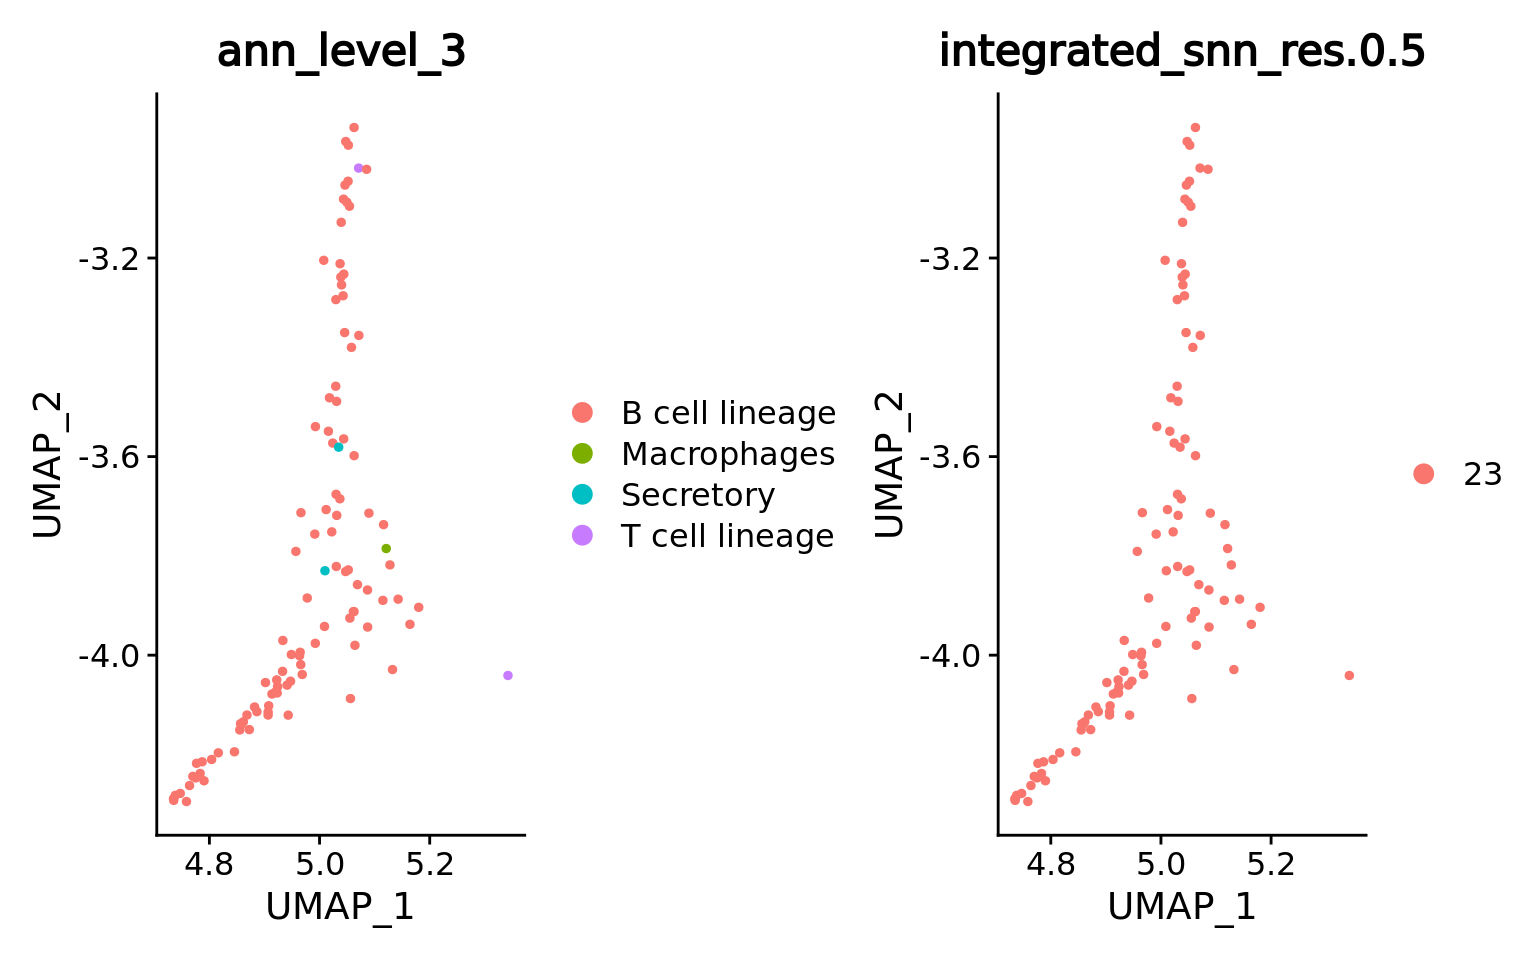 ann_level_3
UMAP_2
-3.2
-3.6
-4.0
4.8 5.0 5.2
UMAP_1
B cell lineage
Macrophages
Secretory
T cell lineage
integrated_snn_res.0.5
UMAP_2
-3.2
-3.6
-4.0
4.8 5.0 5.2
UMAP_1
23